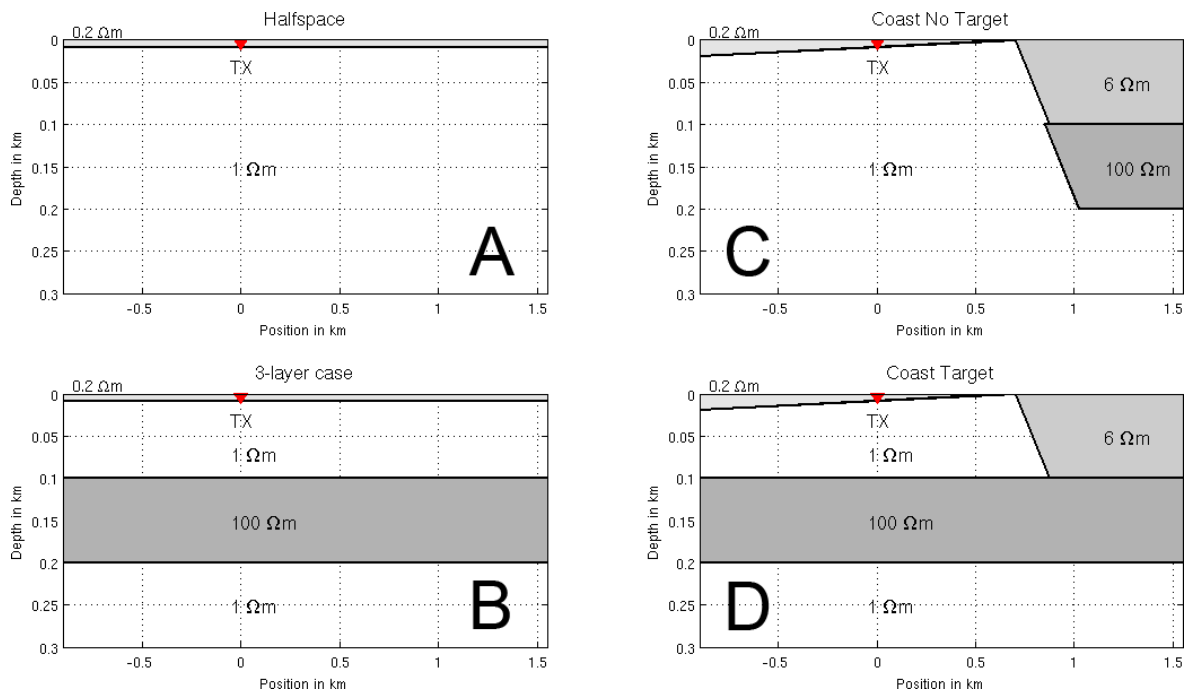 Halfspace
0.2 Ωm
0
0.05
0.1
0.15
0.2
0.25
0.3
Depth in km
TX
1 Ωm
A
-0.5
0
0.5
1
1.5
Position in km
Coast No Target
0.2 Ωm
0
0.05
0.1
0.15
0.2
0.25
0.3
Depth in km
TX
6 Ωm
1 Ωm
100 Ωm
C
-0.5
0
0.5
1
1.5
Position in km
3-layer case
0.2 Ωm
0
0.05
0.1
0.15
0.2
0.25
0.3
Depth in km
TX
1 Ωm
100 Ωm
1 Ωm
B
-0.5
0
0.5
1
1.5
Position in km
Coast Target
0.2 Ωm
0
0.05
0.1
0.15
0.2
0.25
0.3
Depth in km
TX
6 Ωm
1 Ωm
100 Ωm
1 Ωm
D
-0.5
0
0.5
1
1.5
Position in km